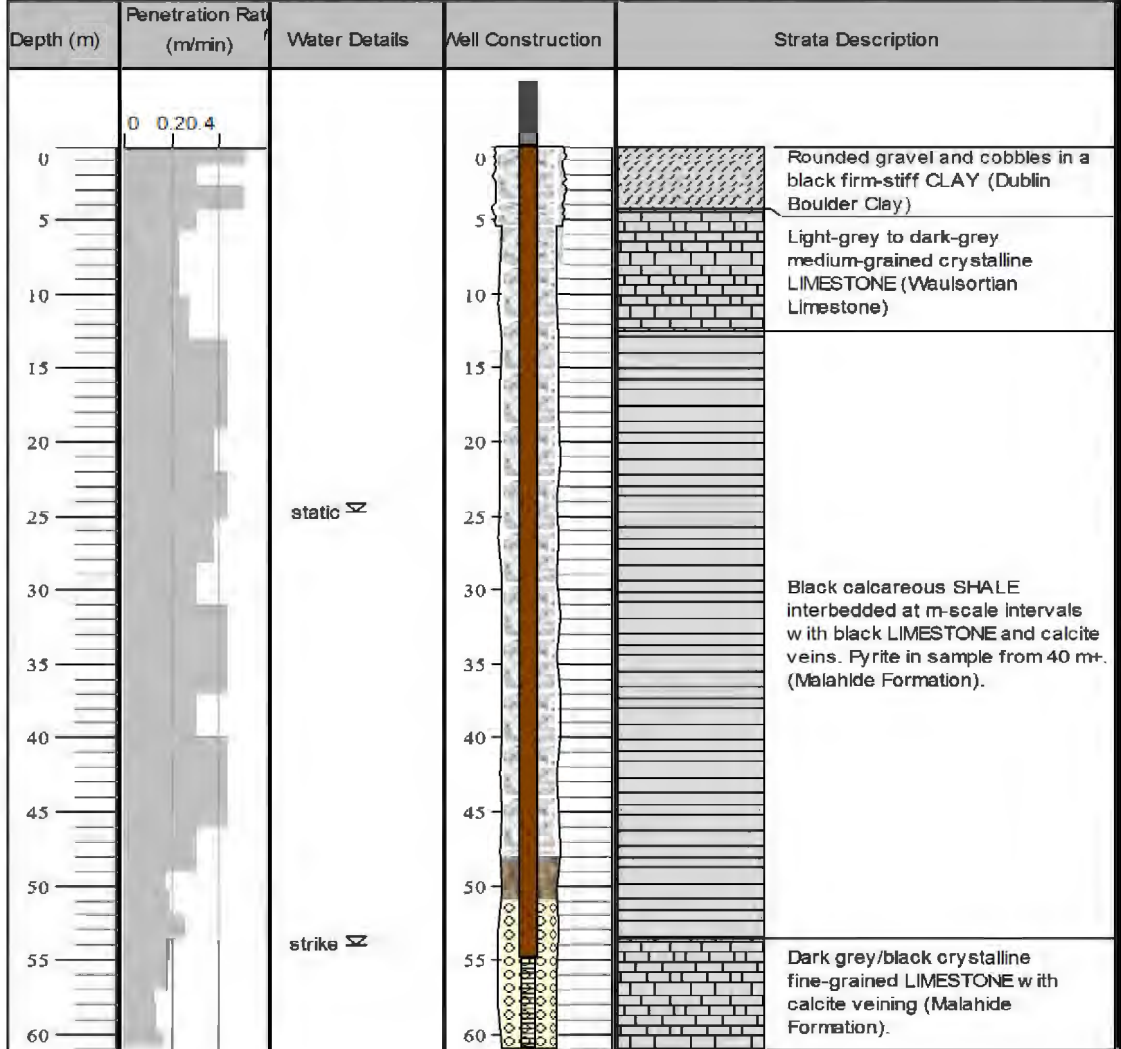 Depth (m)
Penetration Rat
(m/min)
Water Details
Well Construction
Strata Description
0 0.20.4
0
5
10
15
20
25
30
35
40
45
50
55
60
static
strike
0
5
10
15
20
25
30
35
40
45
50
55
60
Rounded gravel and cobbles in a
black firm-stiff CLAY (Dublin
Boulder Clay)
Light-grey to dark-grey
medium-grained crystalline
LIMESTONE (Waulsortian
Limestone)
Black calcareous SHALE
interbedded at m-scale intervals
with black LIMESTONE and calcite
veins. Pyrite in sample from 40 m+.
(Malahide Formation).
Dark grey/black crystalline
fine-grained LIMESTONE with
calcite veining (Malahide
Formation).